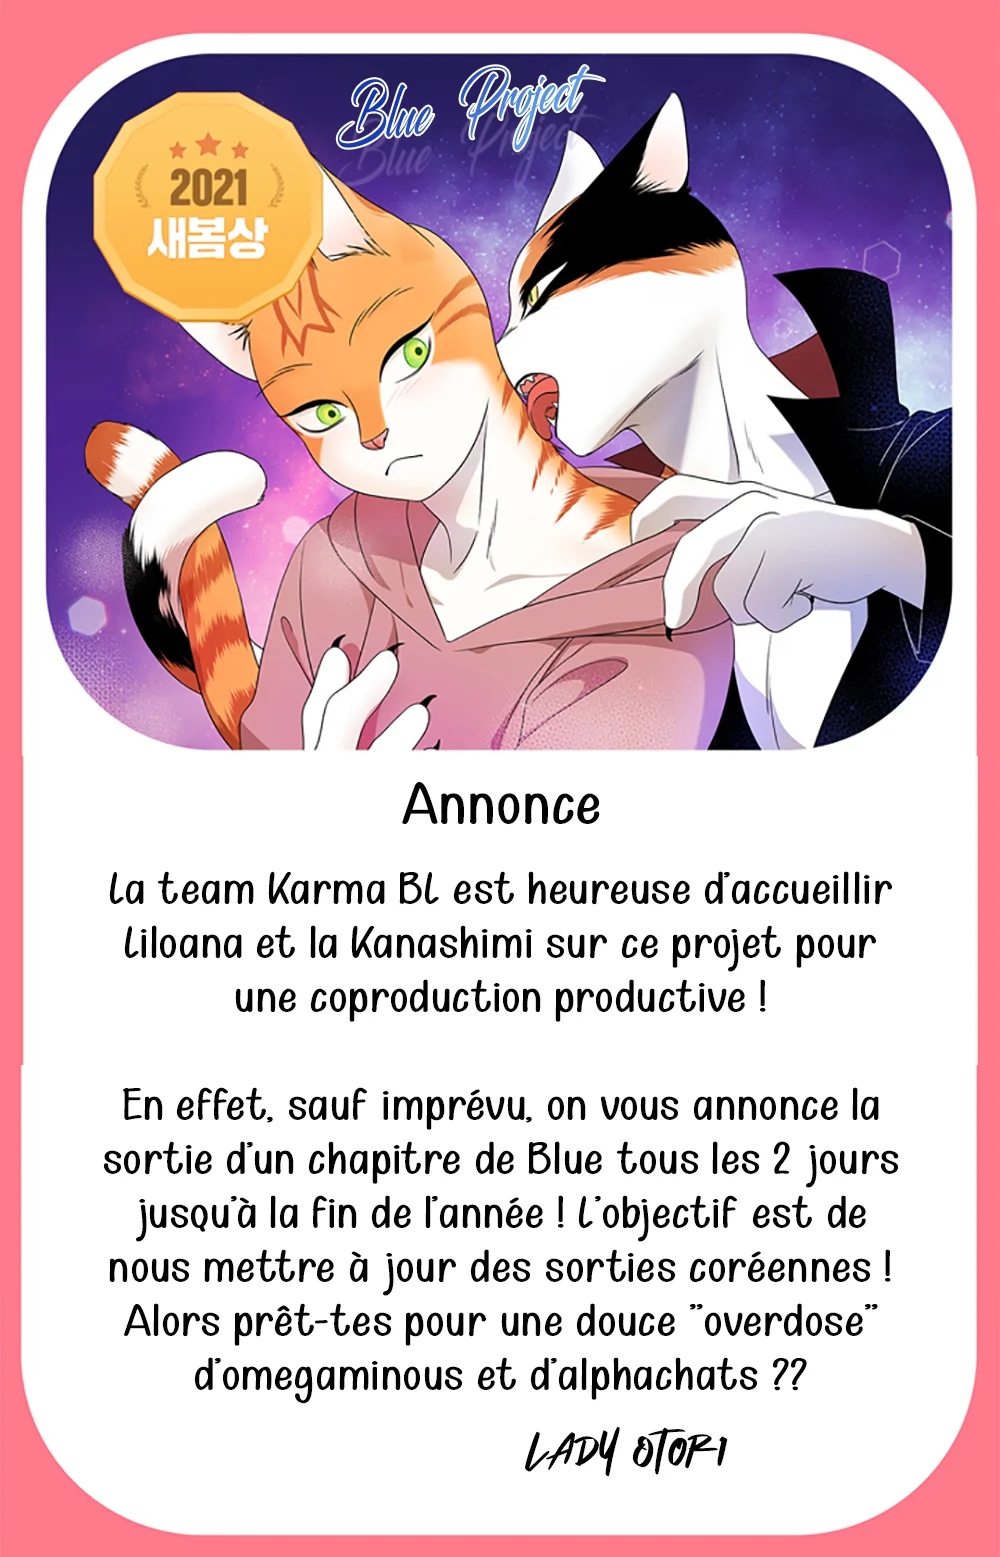 Blue Project
2021
새봄상
Annonce
La team Karma BL est heureuse d'accueillir
Liloana et la Kanashimi sur ce projet pour
une coproduction productive !
En effet, sauf imprévu, on vous annonce la
sortie d'un chapitre de Blue tous les 2 jours
jusqu'à la fin de l'année ! L'objectif est de
nous mettre à jour des sorties coréennes !
Alors prêt-tes pour une douce "overdose"
d'omegaminous et d'alphachats ??
LADY OTORI